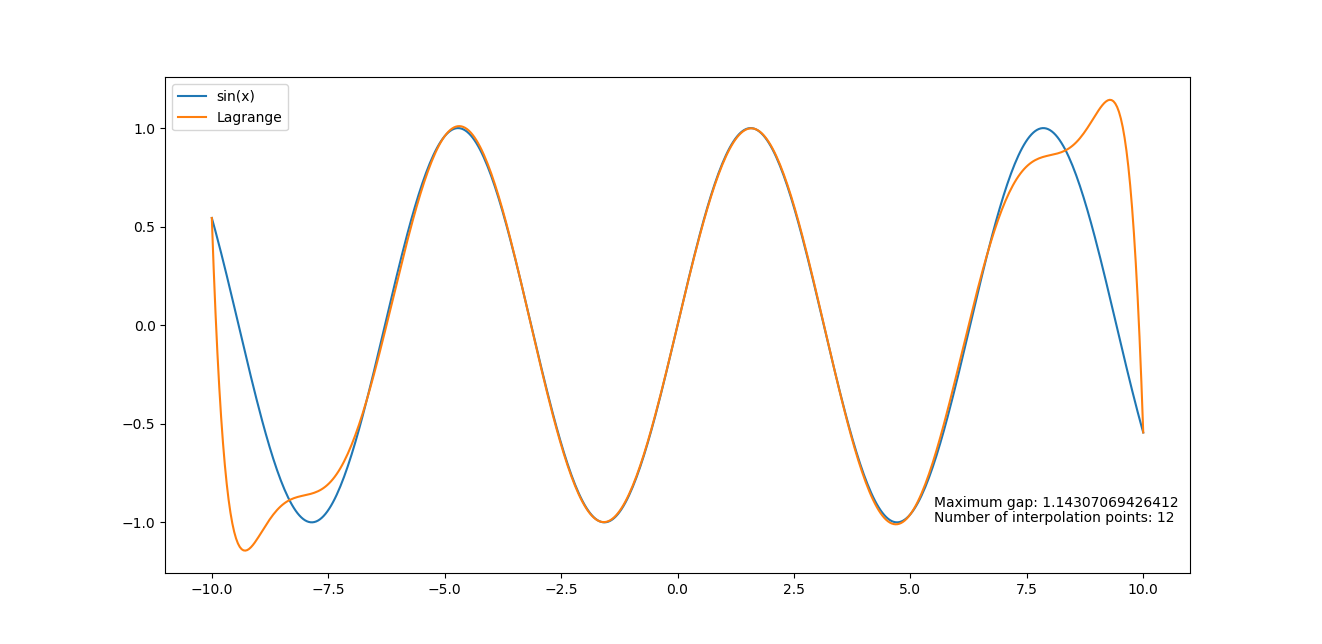 sin(x)
Lagrange
1.0
0.5
0.0
−0.5
−1.0
Maximum gap: 1.14307069426412
Number of interpolation points: 12
−10.0 −7.5 −5.0 −2.5 0.0 2.5 5.0 7.5 10.0